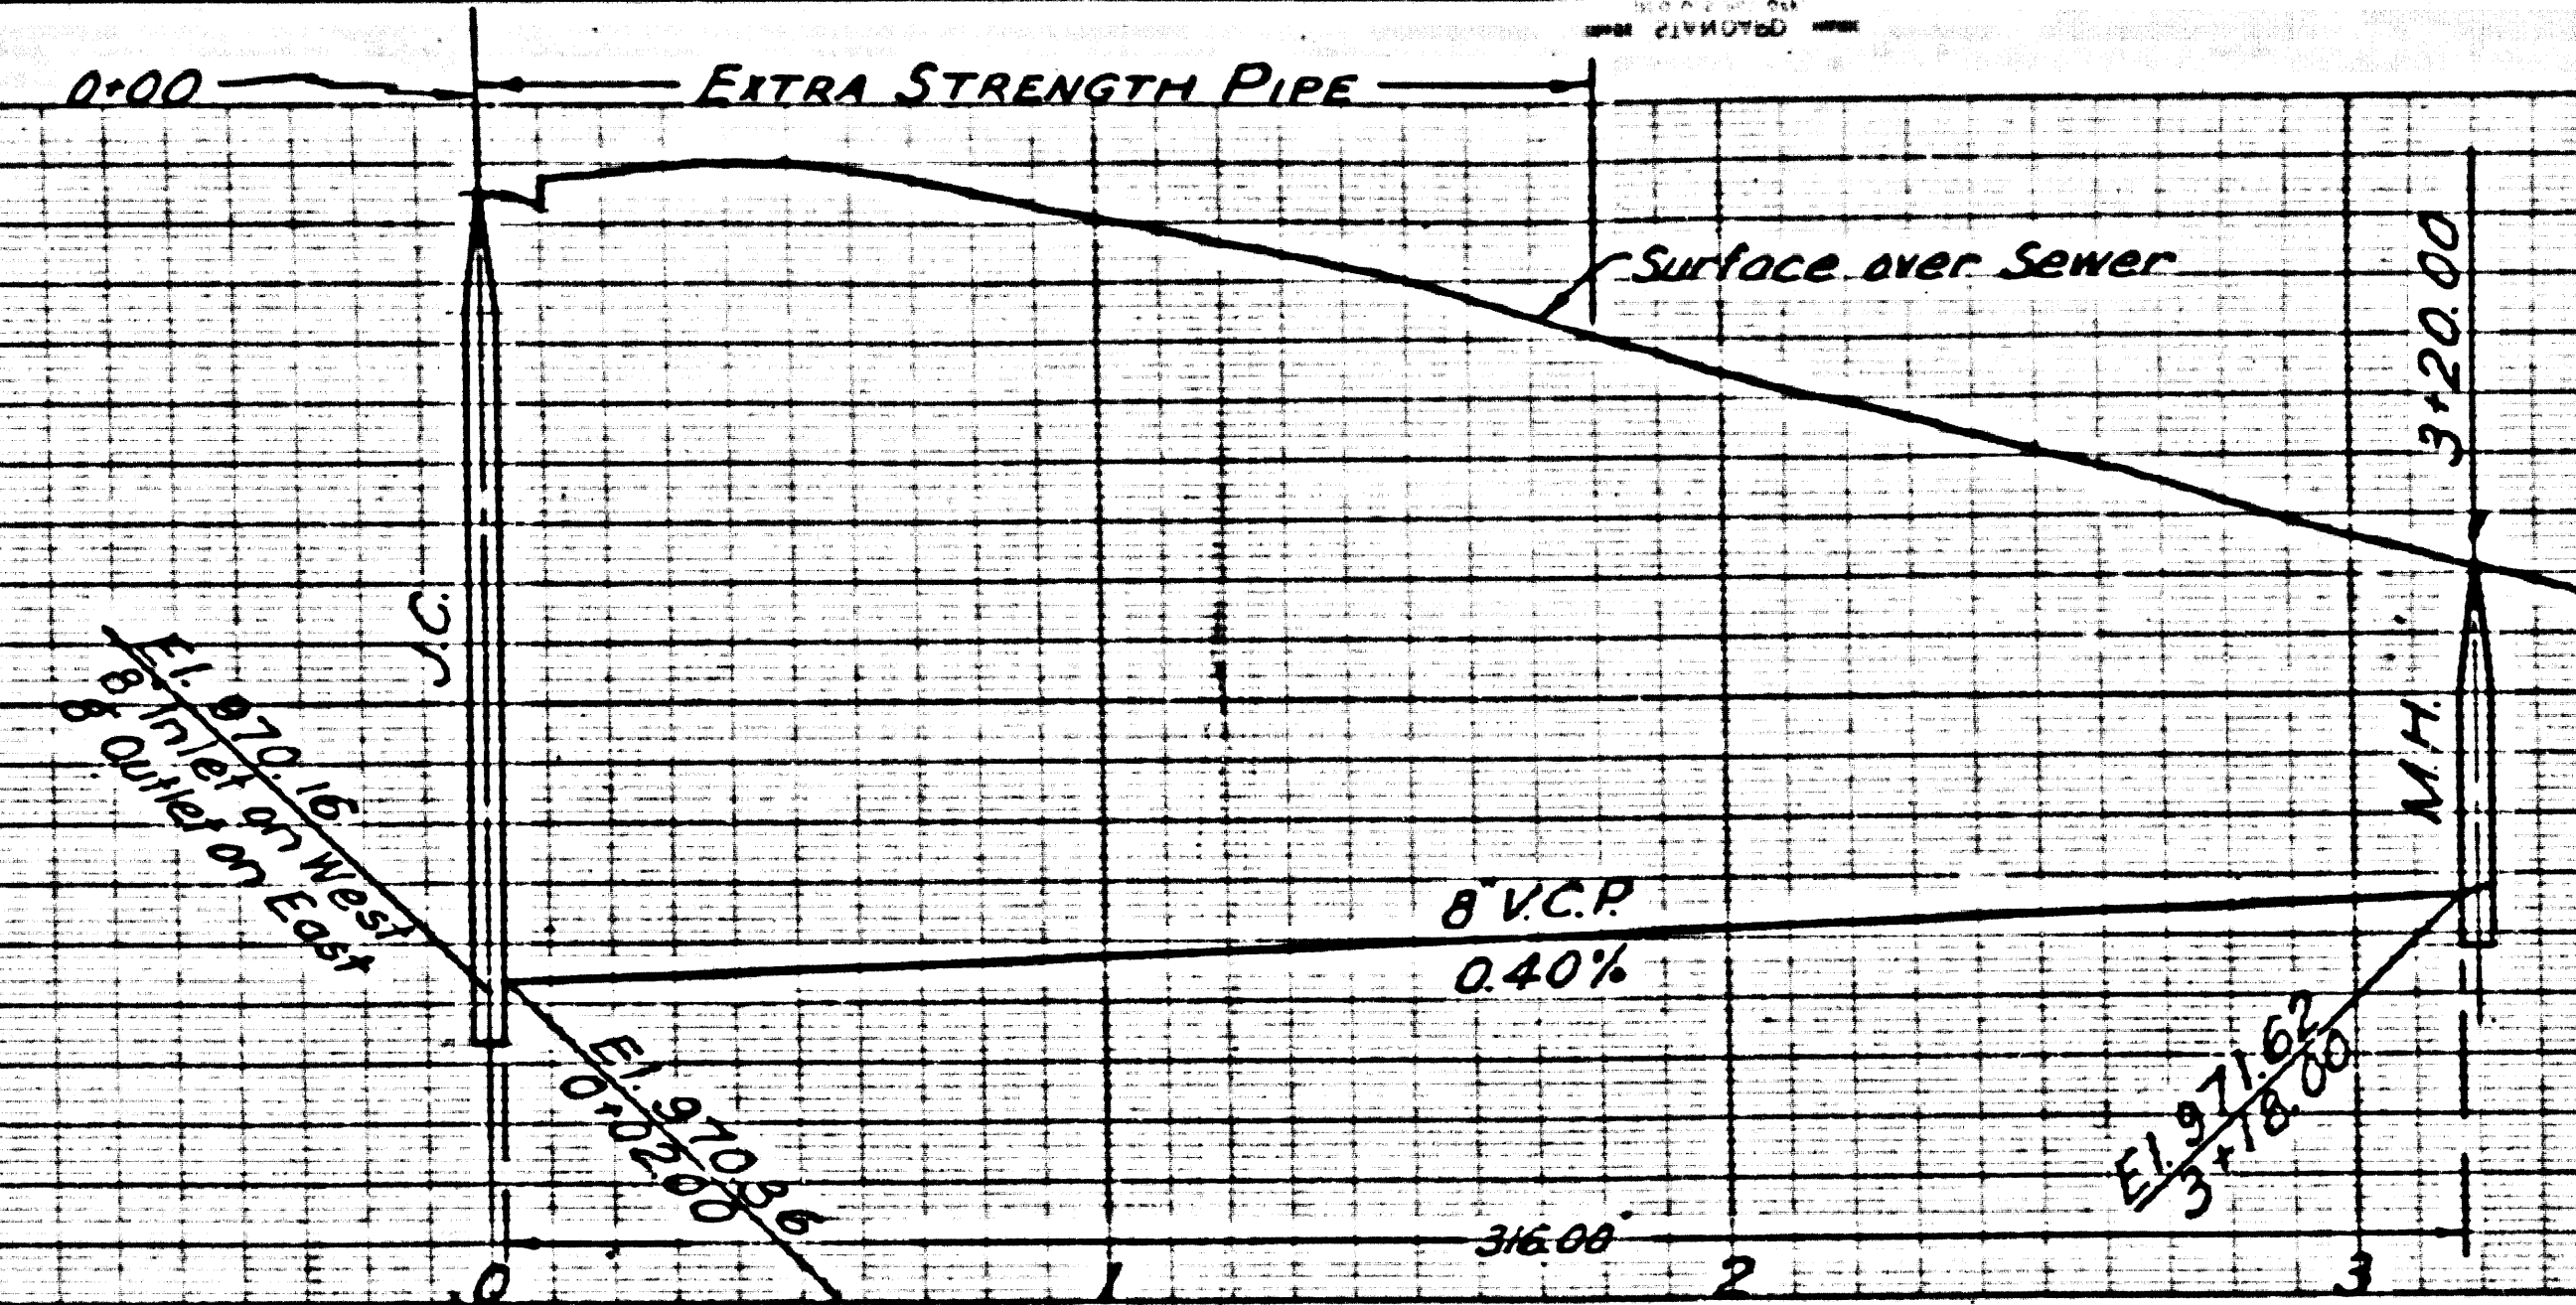 STANDARD
0+00
EXTRA STRENGTH PIPE
Surface over Sewer
3+20.00
J.C.
M.H.
El. 970.16
8" Inlet on West
& Outlet on East
8" V.C.P.
0.40%
El. 970.36
0+02.00
El. 971.62
3+18.00
316.00'
0 1 2 3